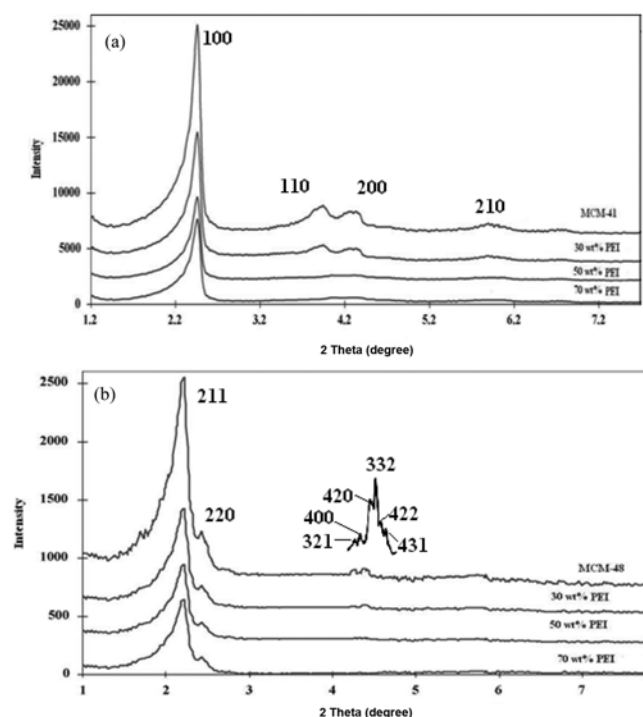 (a)
100
110
200
210
MCM-41
30 wt% PEI
50 wt% PEI
70 wt% PEI
Intensity
25000
20000
15000
10000
5000
0
1.2
2.2
3.2
4.2
5.2
6.2
7.2
2 Theta (degree)
(b)
211
220
332
420
400
422
321
431
MCM-48
30 wt% PEI
50 wt% PEI
70 wt% PEI
Intensity
2500
2000
1500
1000
500
0
1
2
3
4
5
6
7
2 Theta (degree)